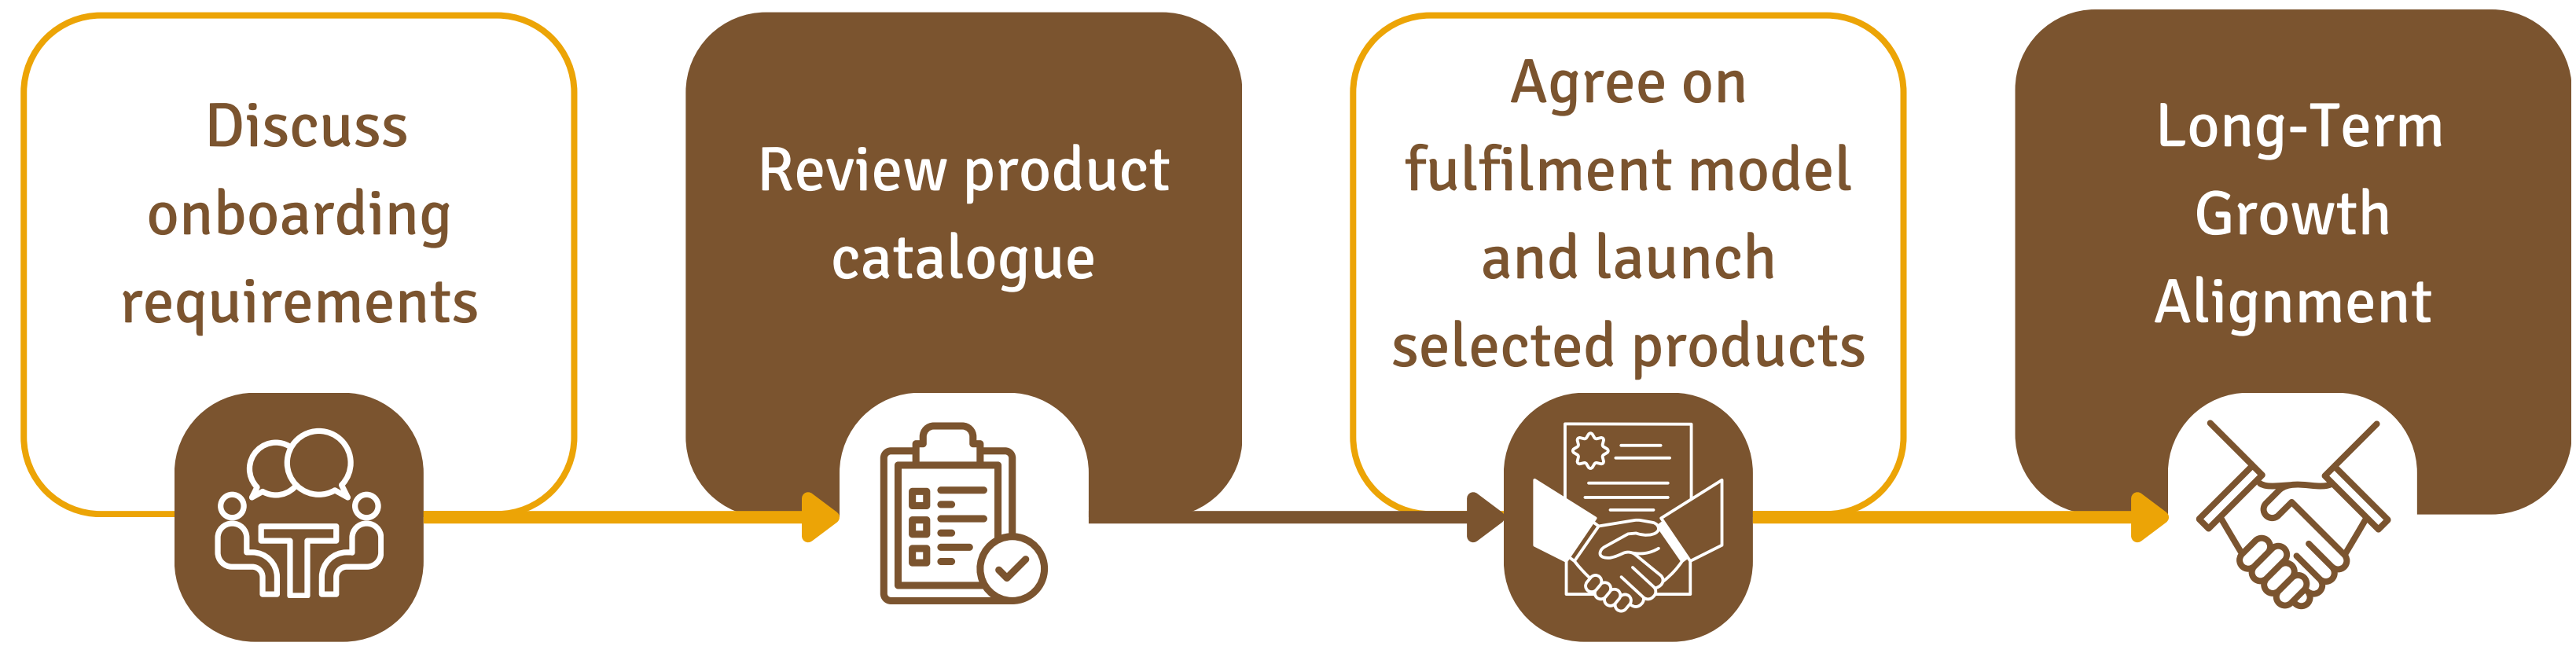 Discuss
onboarding
requirements
Review product
catalogue
Agree on
fulfilment model
and launch
selected products
Long-Term
Growth
Alignment